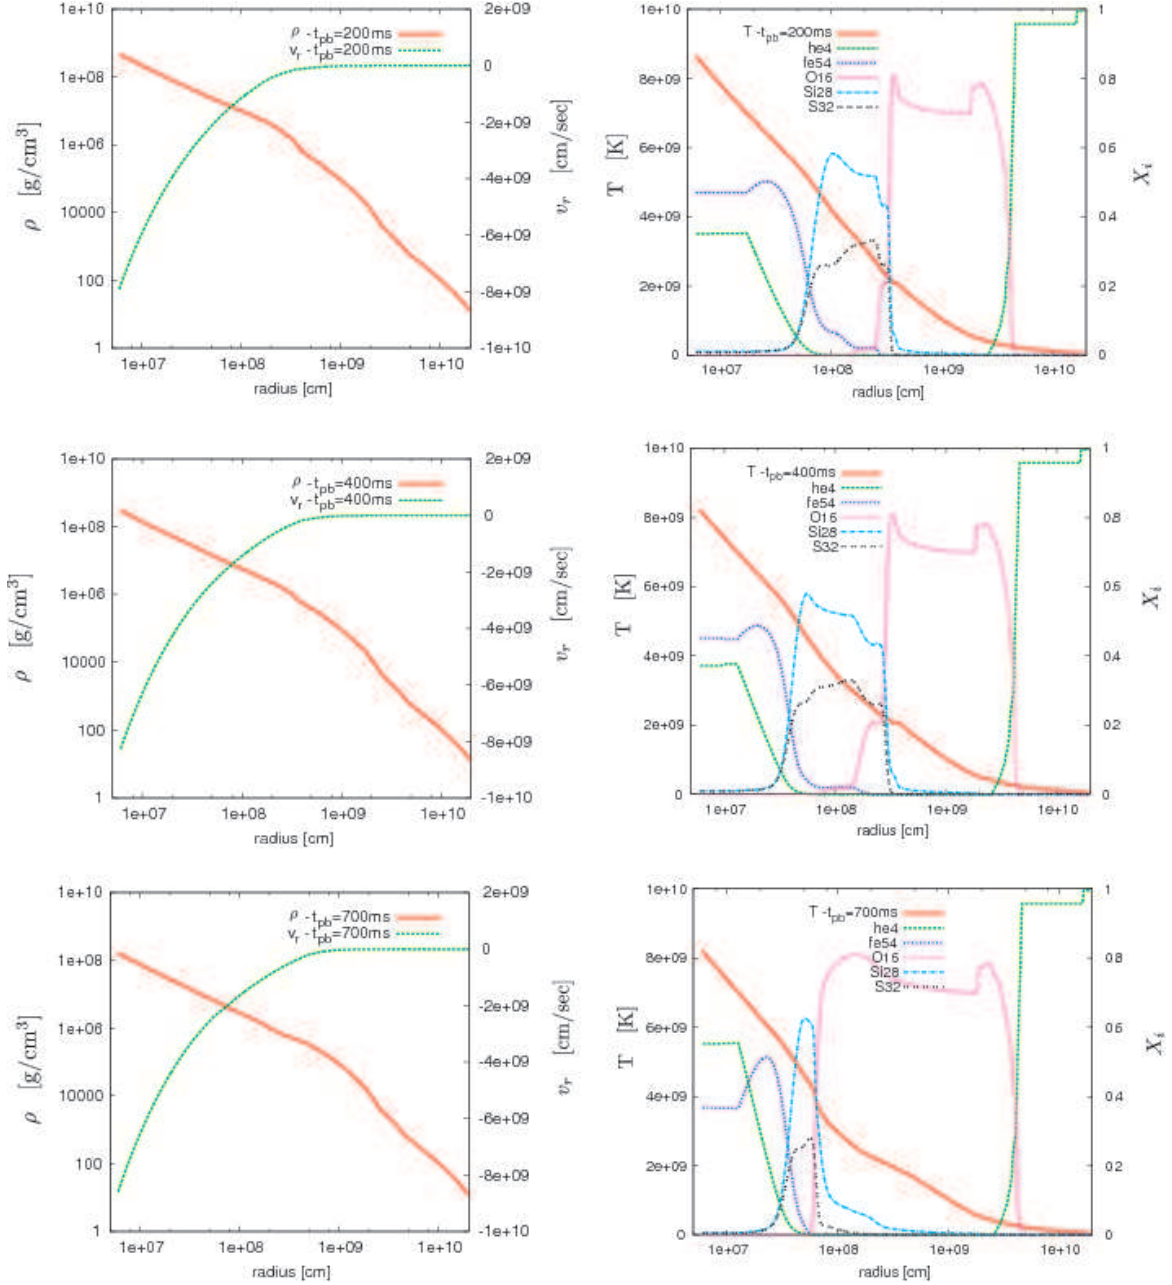 1e+10
1e+08
1e+06
10000
100
1
2e+09
0
-2e+09
-4e+09
-6e+09
-8e+09
-1e+10
ρ - t_pb=200ms
v_r - t_pb=200ms
ρ [g/cm³]
v_r [cm/sec]
1e+07 1e+08 1e+09 1e+10
radius [cm]
1e+10
8e+09
6e+09
4e+09
2e+09
0
1
0.8
0.6
0.4
0.2
0
T - t_pb=200ms
he4
fe54
O16
Si28
S32
T [K]
X_i
1e+07 1e+08 1e+09 1e+10
radius [cm]
1e+10
1e+08
1e+06
10000
100
1
2e+09
0
-2e+09
-4e+09
-6e+09
-8e+09
-1e+10
ρ - t_pb=400ms
v_r - t_pb=400ms
ρ [g/cm³]
v_r [cm/sec]
1e+07 1e+08 1e+09 1e+10
radius [cm]
1e+10
8e+09
6e+09
4e+09
2e+09
0
1
0.8
0.6
0.4
0.2
0
T - t_pb=400ms
he4
fe54
O16
Si28
S32
T [K]
X_i
1e+07 1e+08 1e+09 1e+10
radius [cm]
1e+10
1e+08
1e+06
10000
100
1
2e+09
0
-2e+09
-4e+09
-6e+09
-8e+09
-1e+10
ρ - t_pb=700ms
v_r - t_pb=700ms
ρ [g/cm³]
v_r [cm/sec]
1e+07 1e+08 1e+09 1e+10
radius [cm]
1e+10
8e+09
6e+09
4e+09
2e+09
0
1
0.8
0.6
0.4
0.2
0
T - t_pb=700ms
he4
fe54
O16
Si28
S32
T [K]
X_i
1e+07 1e+08 1e+09 1e+10
radius [cm]